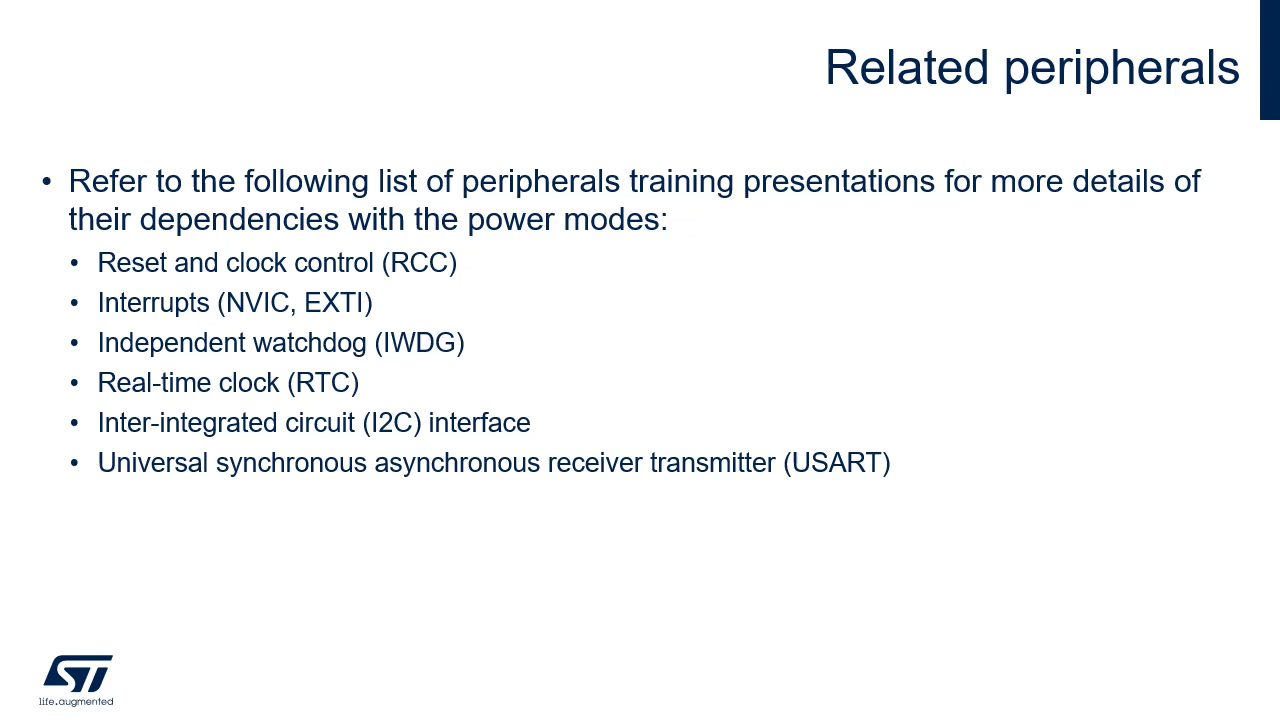 Related peripherals
• Refer to the following list of peripherals training presentations for more details of
their dependencies with the power modes:
• Reset and clock control (RCC)
• Interrupts (NVIC, EXTI)
• Independent watchdog (IWDG)
• Real-time clock (RTC)
• Inter-integrated circuit (I2C) interface
• Universal synchronous asynchronous receiver transmitter (USART)
ST
life.augmented